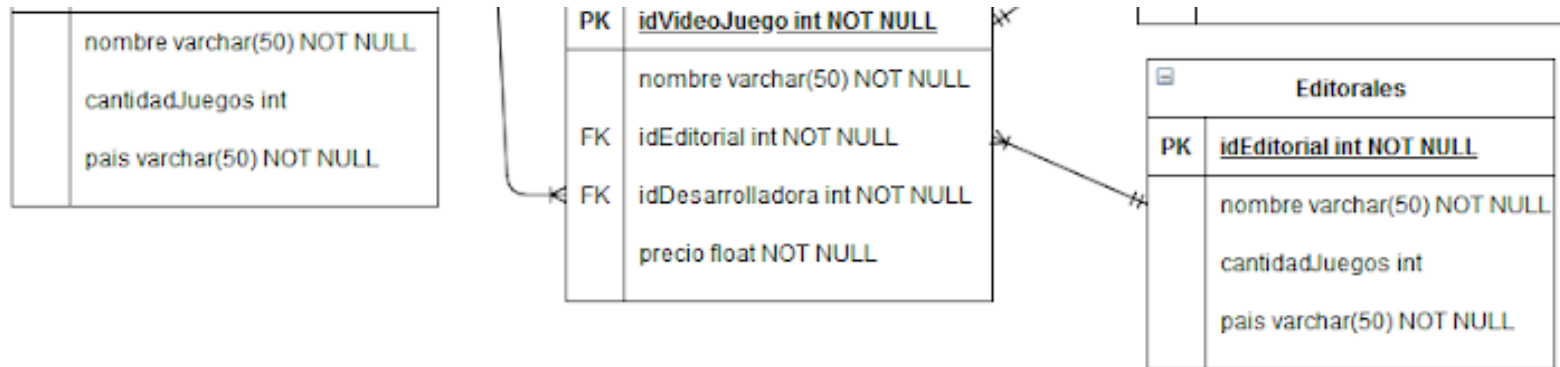 nombre varchar(50) NOT NULL
cantidadJuegos int
pais varchar(50) NOT NULL
PK idVideoJuego int NOT NULL
nombre varchar(50) NOT NULL
FK idEditorial int NOT NULL
FK idDesarrolladora int NOT NULL
precio float NOT NULL
Editorales
PK idEditorial int NOT NULL
nombre varchar(50) NOT NULL
cantidadJuegos int
pais varchar(50) NOT NULL